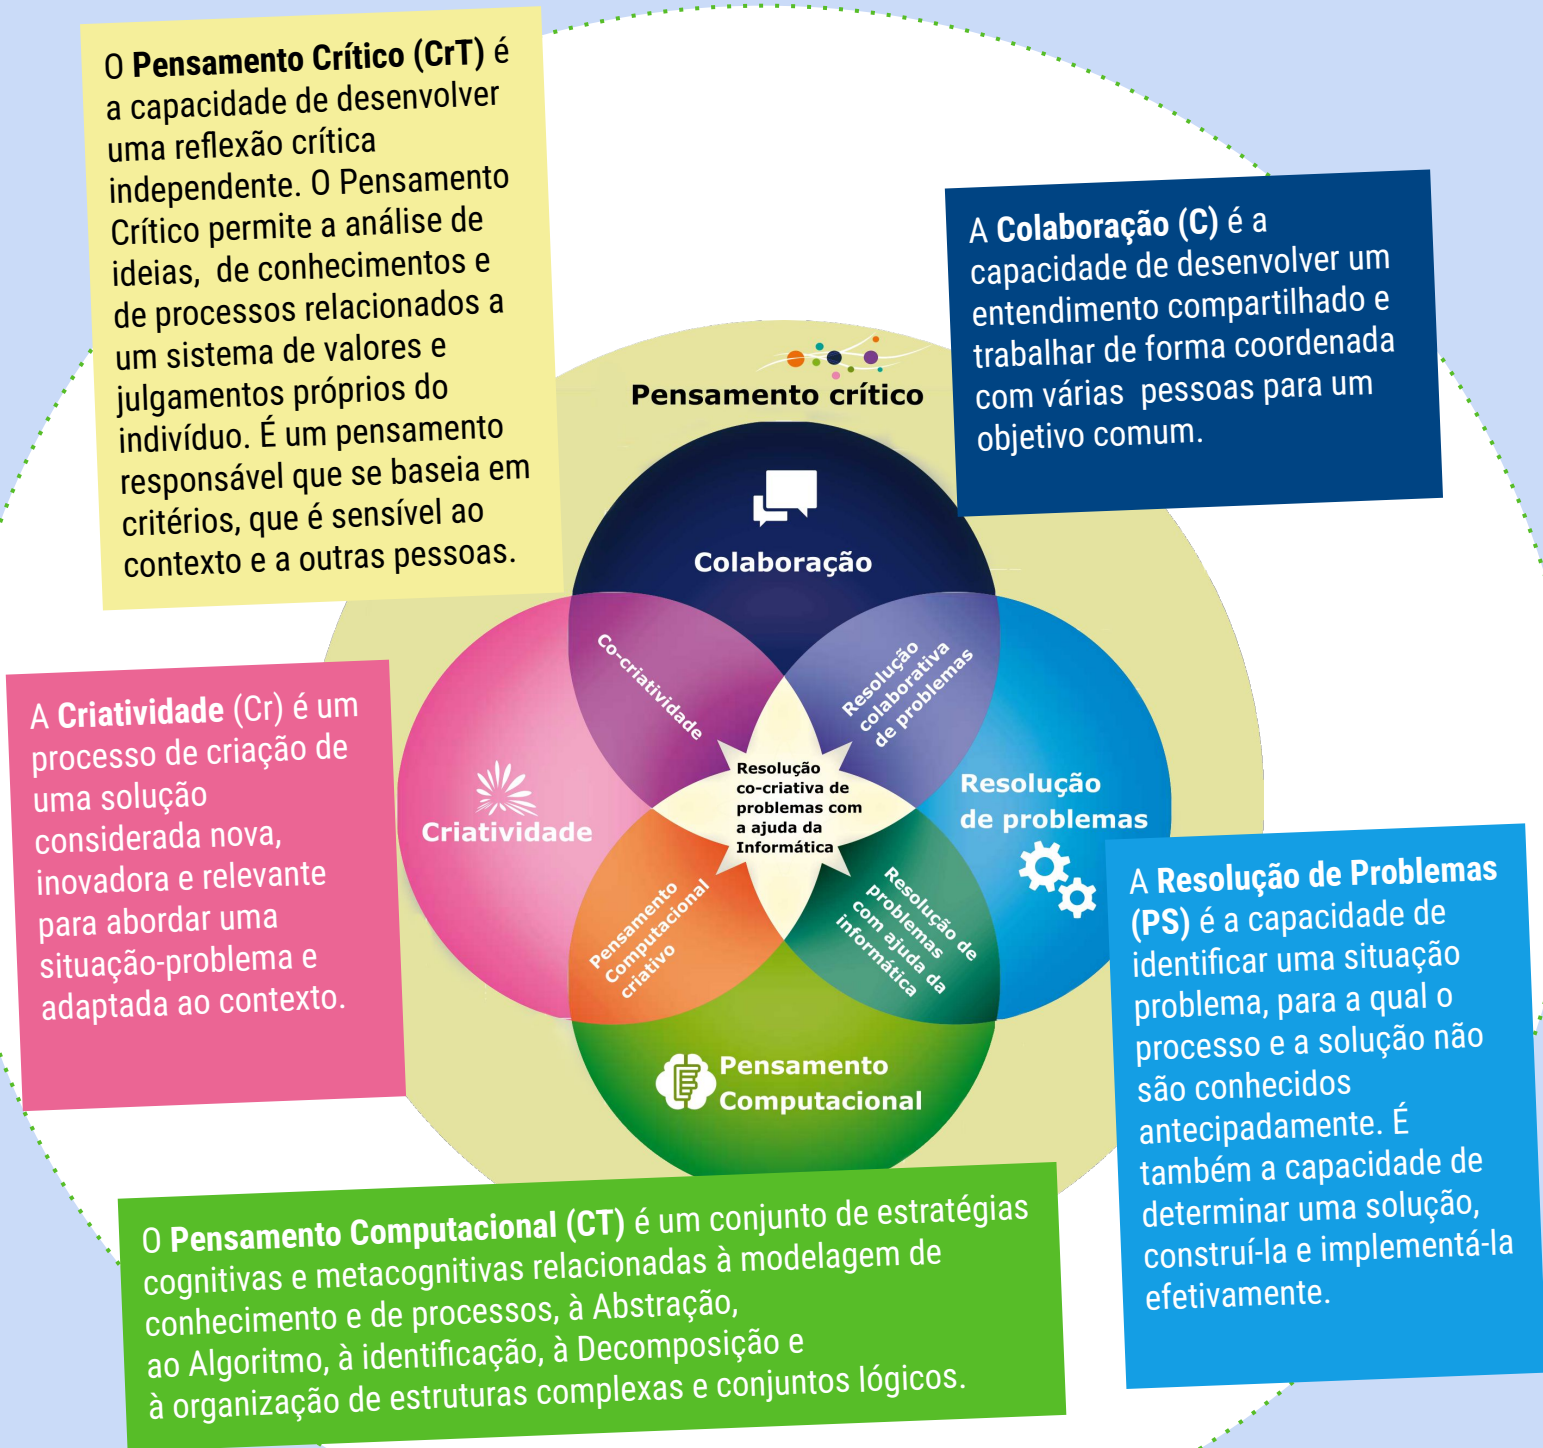 O Pensamento Crítico (CrT) é
a capacidade de desenvolver
uma reflexão crítica
independente. O Pensamento
Crítico permite a análise de
ideias, de conhecimentos e
de processos relacionados a
um sistema de valores e
julgamentos próprios do
indivíduo. É um pensamento
responsável que se baseia em
critérios, que é sensível ao
contexto e a outras pessoas.
A Colaboração (C) é a
capacidade de desenvolver um
entendimento compartilhado e
trabalhar de forma coordenada
com várias pessoas para um
objetivo comum.
Pensamento crítico
Colaboração
Co-criatividade
Resolução
colaborativa
de problemas
A Criatividade (Cr) é um
processo de criação de
uma solução
considerada nova,
inovadora e relevante
para abordar uma
situação-problema e
adaptada ao contexto.
Criatividade
Resolução
co-criativa de
problemas com
a ajuda da
Informática
Resolução
de problemas
Pensamento
Computacional
criativo
Resolução de
problemas
com ajuda da
informática
A Resolução de Problemas
(PS) é a capacidade de
identificar uma situação
problema, para a qual o
processo e a solução não
são conhecidos
antecipadamente. É
também a capacidade de
determinar uma solução,
construí-la e implementá-la
efetivamente.
Pensamento
Computacional
O Pensamento Computacional (CT) é um conjunto de estratégias
cognitivas e metacognitivas relacionadas à modelagem de
conhecimento e de processos, à Abstração,
ao Algoritmo, à identificação, à Decomposição e
à organização de estruturas complexas e conjuntos lógicos.